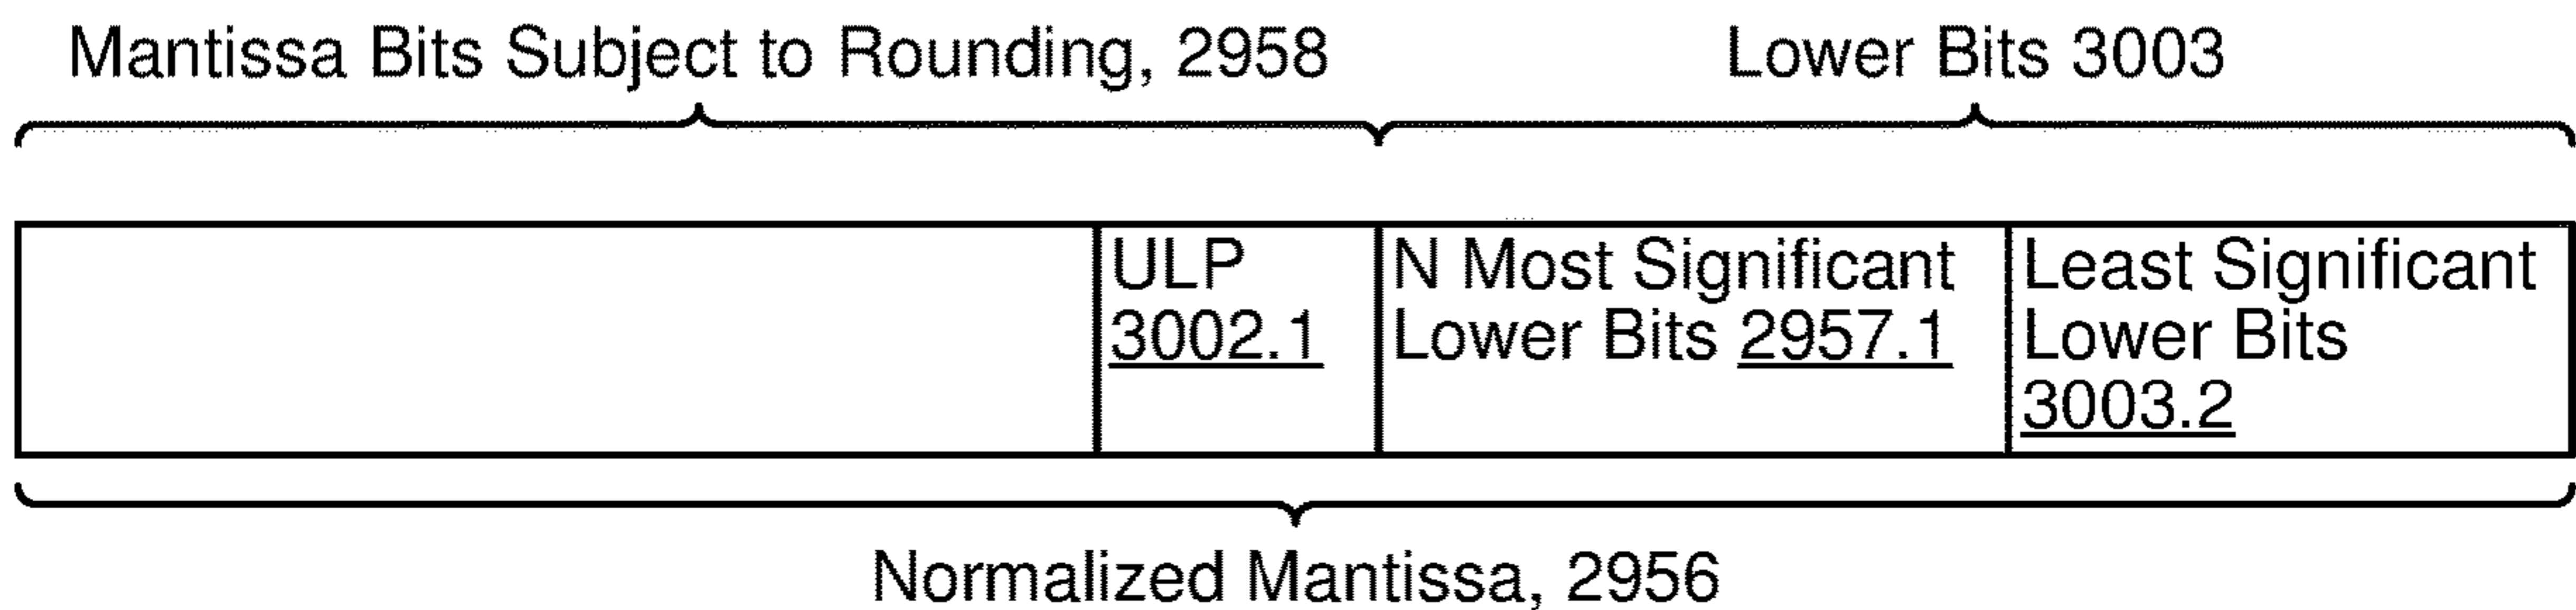 Mantissa Bits Subject to Rounding, 2958
Lower Bits 3003
ULP
3002.1
N Most Significant
Lower Bits 2957.1
Least Significant
Lower Bits
3003.2
Normalized Mantissa, 2956